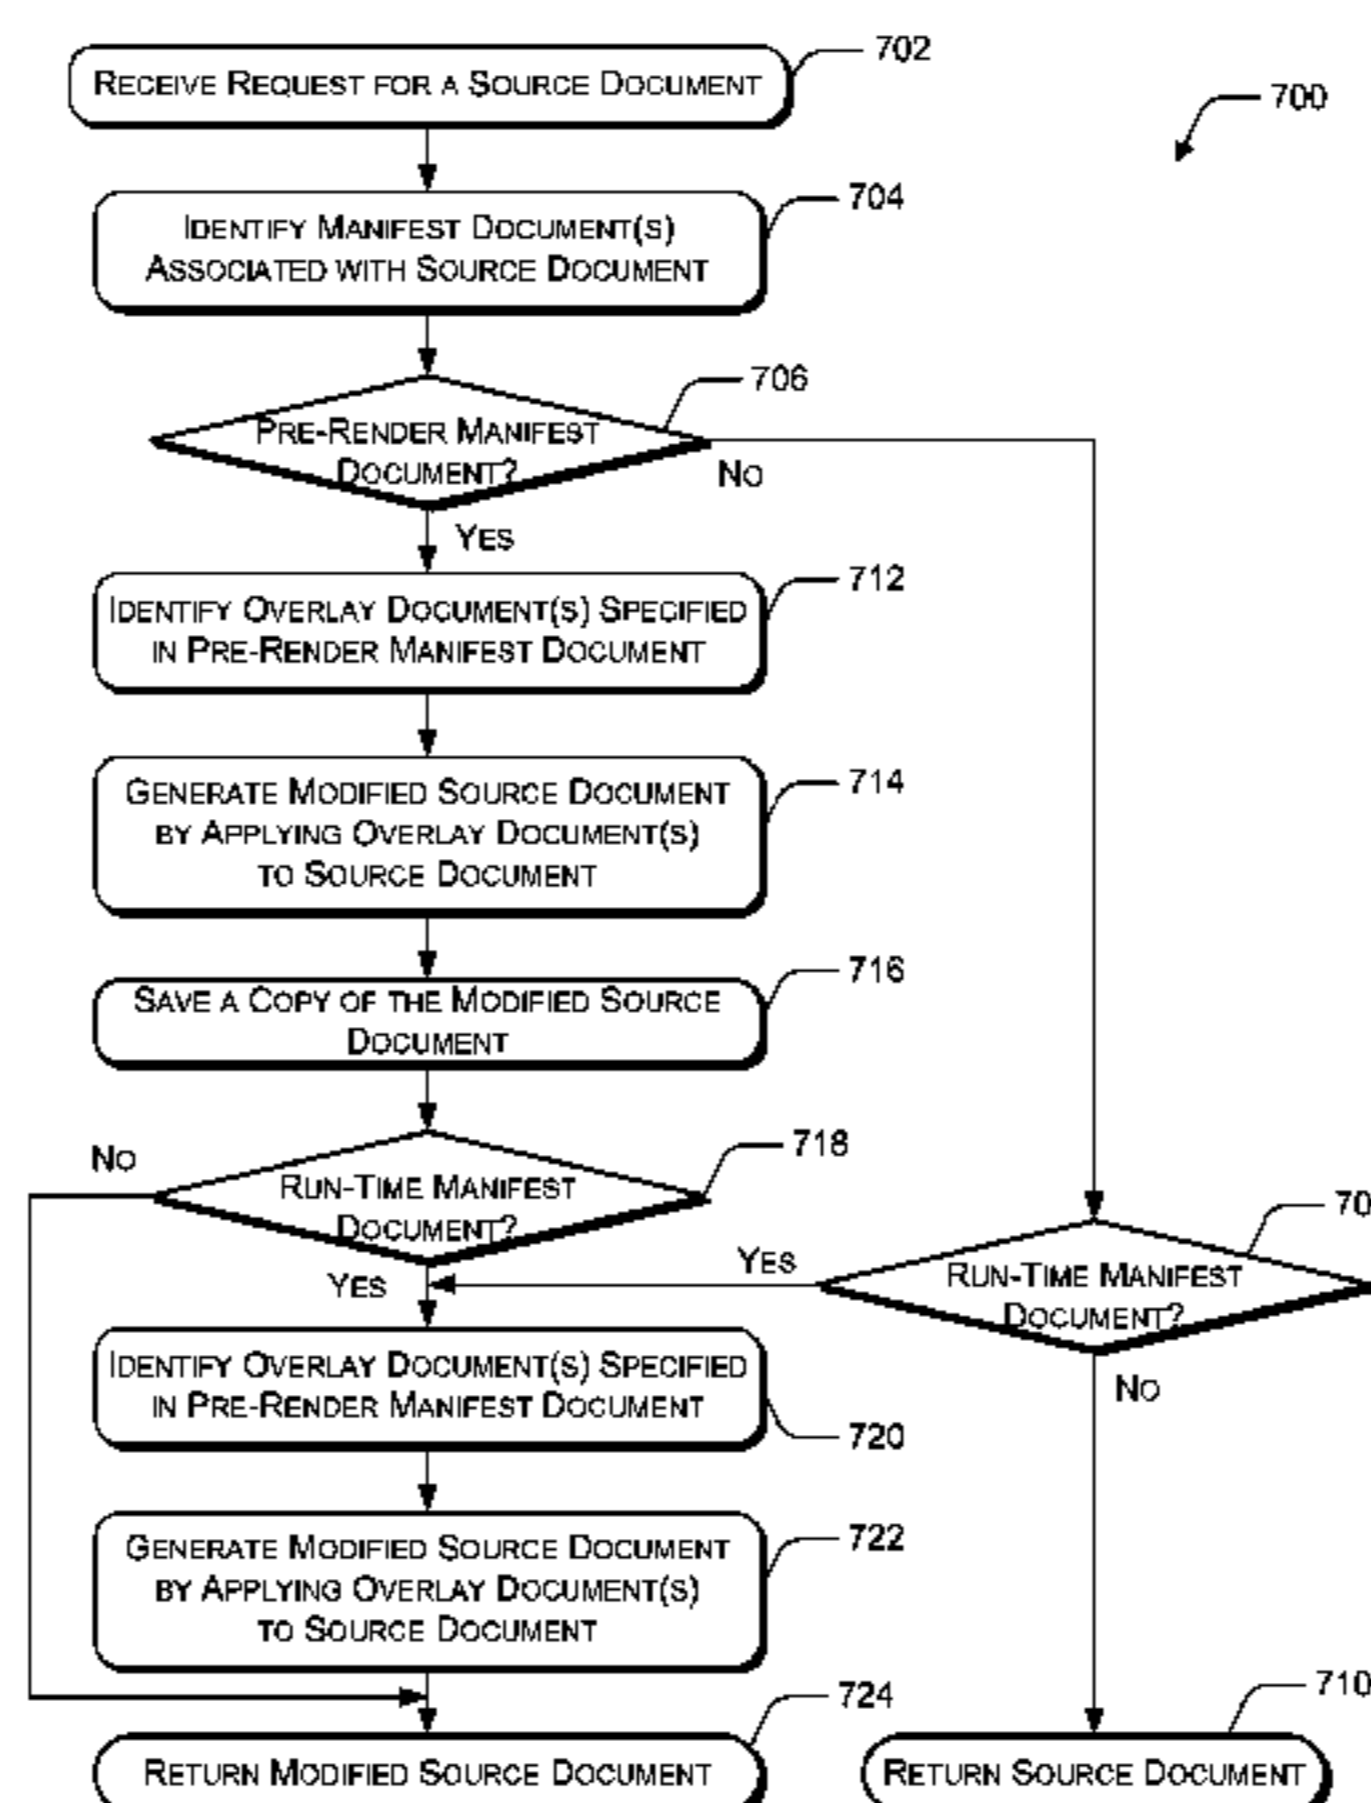 702
RECEIVE REQUEST FOR A SOURCE DOCUMENT
700
704
IDENTIFY MANIFEST DOCUMENT(S)
ASSOCIATED WITH SOURCE DOCUMENT
706
PRE-RENDER MANIFEST
DOCUMENT?
NO
YES
712
IDENTIFY OVERLAY DOCUMENT(S) SPECIFIED
IN PRE-RENDER MANIFEST DOCUMENT
714
GENERATE MODIFIED SOURCE DOCUMENT
BY APPLYING OVERLAY DOCUMENT(S)
TO SOURCE DOCUMENT
716
SAVE A COPY OF THE MODIFIED SOURCE
DOCUMENT
718
NO
RUN-TIME MANIFEST
DOCUMENT?
YES
70
YES
RUN-TIME MANIFEST
DOCUMENT?
NO
IDENTIFY OVERLAY DOCUMENT(S) SPECIFIED
IN PRE-RENDER MANIFEST DOCUMENT
720
722
GENERATE MODIFIED SOURCE DOCUMENT
BY APPLYING OVERLAY DOCUMENT(S)
TO SOURCE DOCUMENT
724
RETURN MODIFIED SOURCE DOCUMENT
710
RETURN SOURCE DOCUMENT